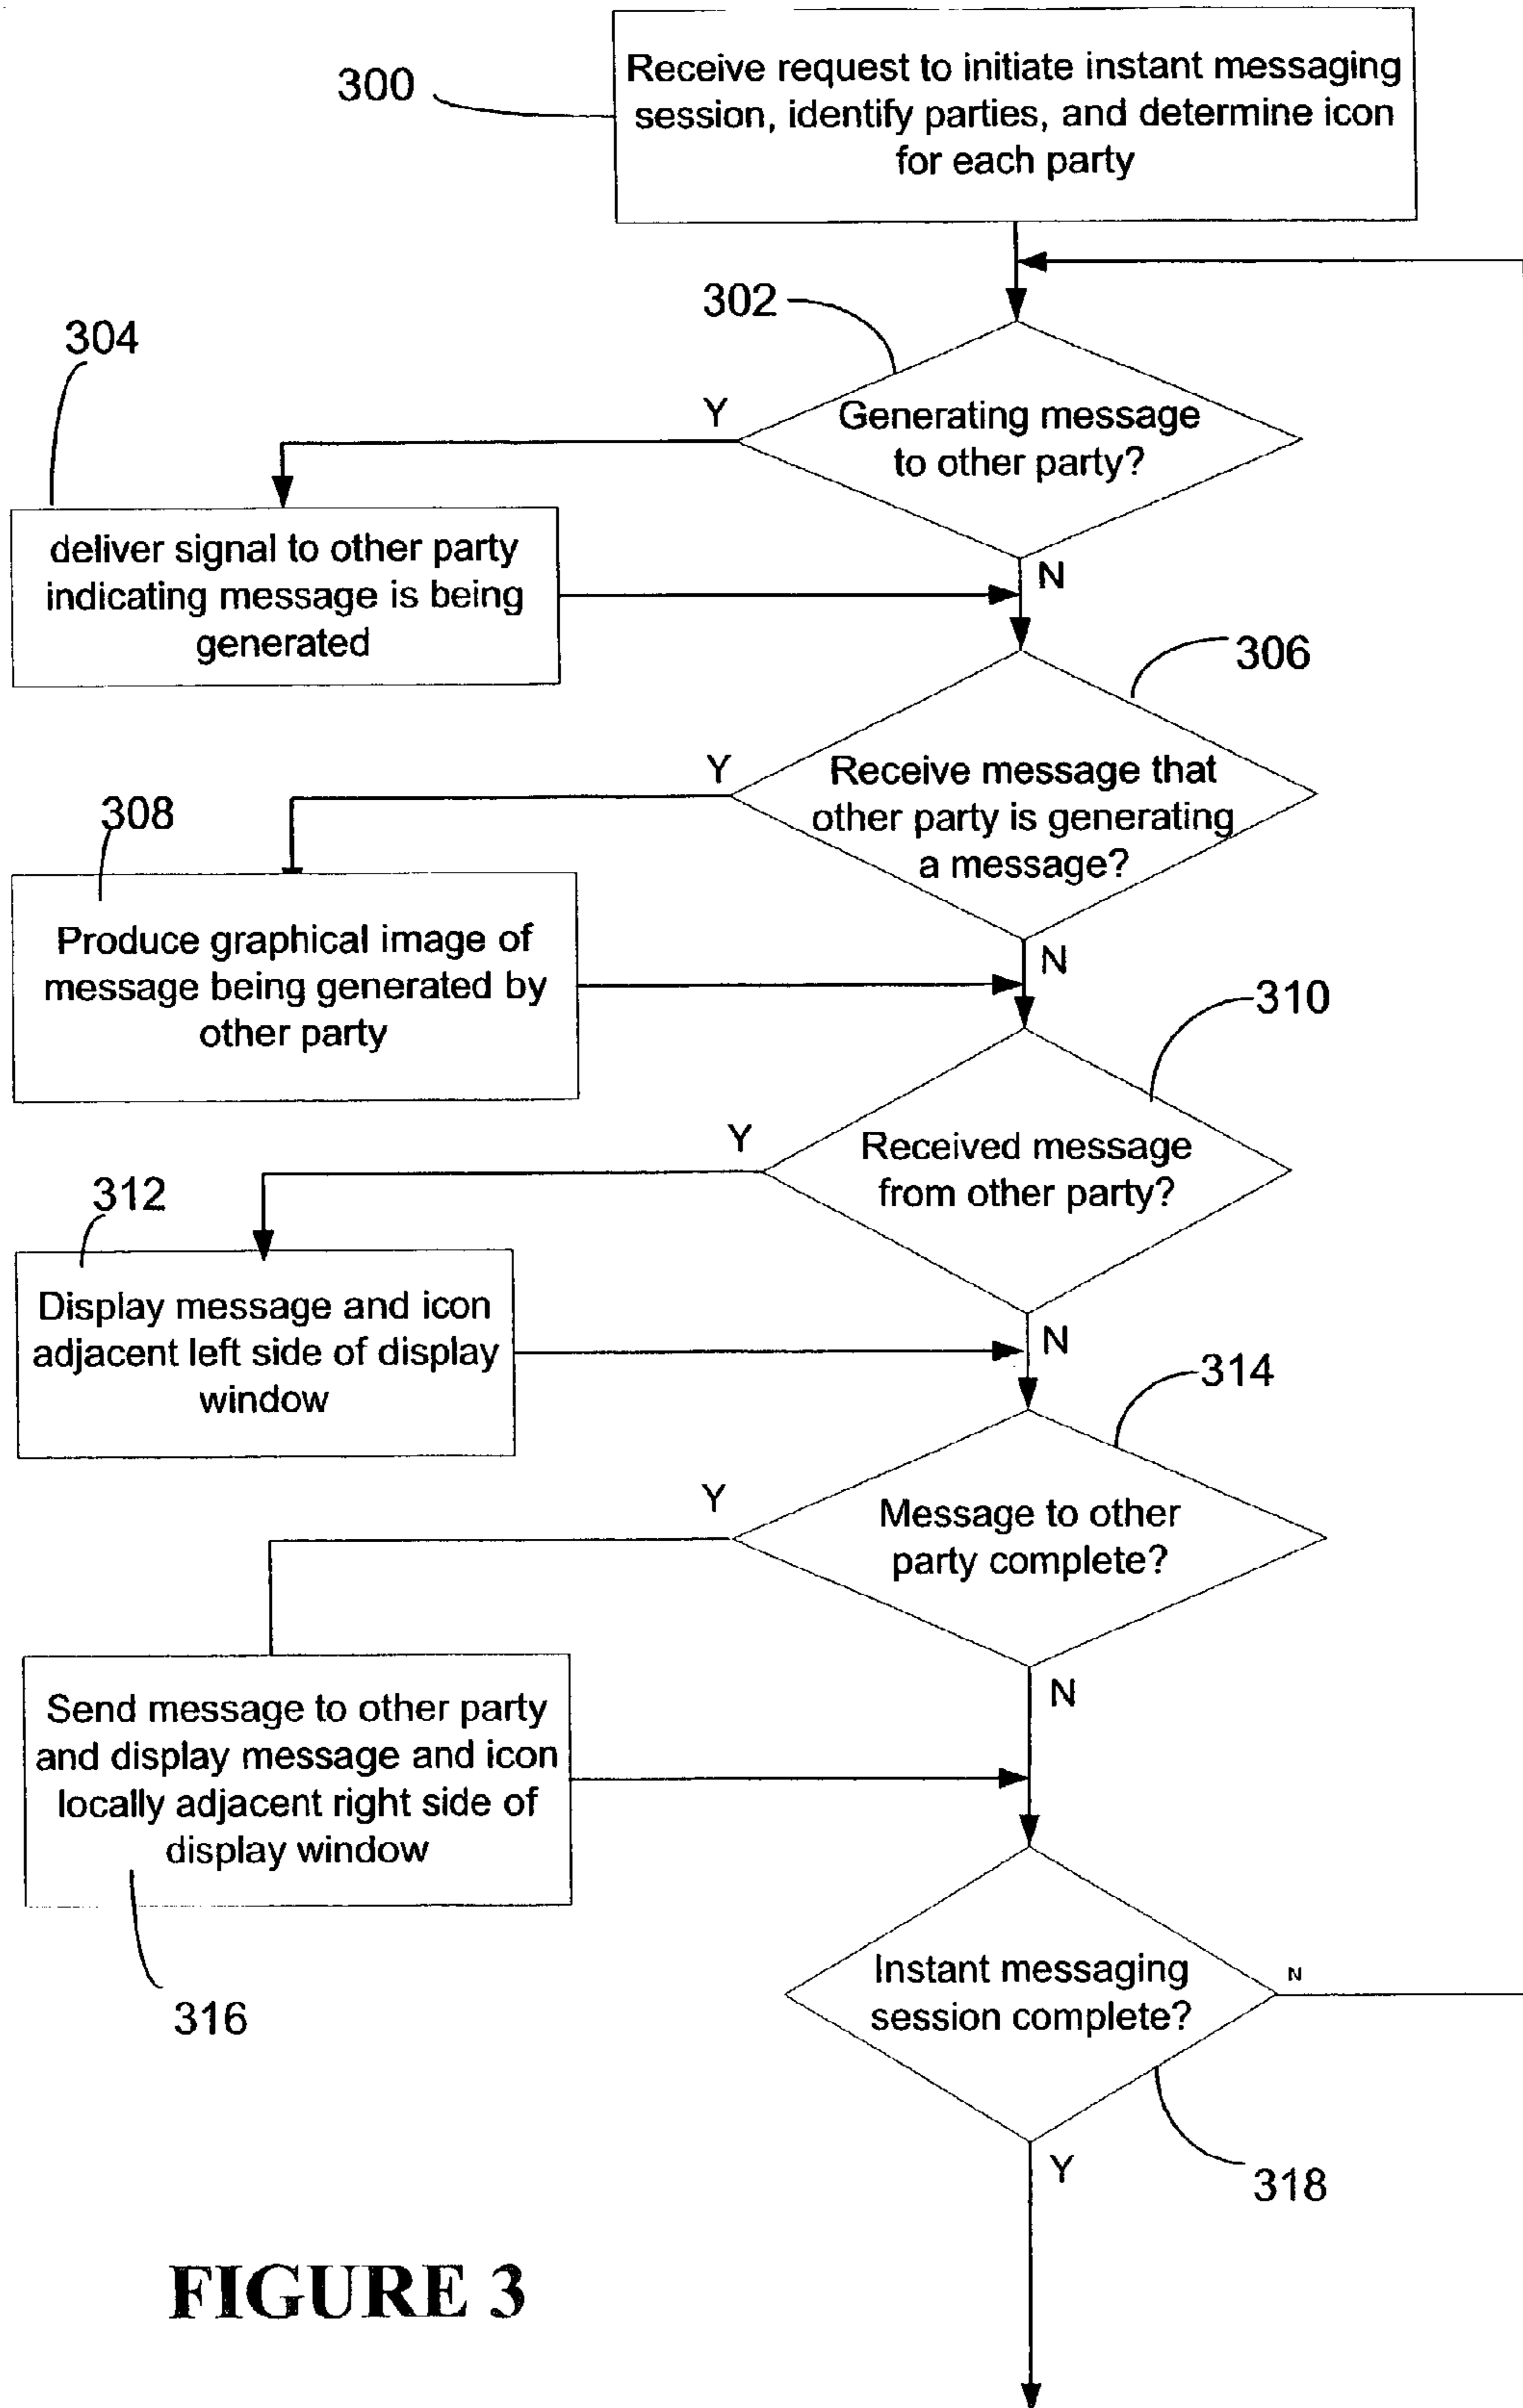 300
Receive request to initiate instant messaging
session, identify parties, and determine icon
for each party
302
304
Y
Generating message
to other party?
N
deliver signal to other party
indicating message is being
generated
306
Y
Receive message that
other party is generating
a message?
N
308
Produce graphical image of
message being generated by
other party
310
Y
Received message
from other party?
N
312
Display message and icon
adjacent left side of display
window
314
Y
Message to other
party complete?
N
Send message to other party
and display message and icon
locally adjacent right side of
display window
316
Instant messaging
session complete?
N
Y
318
FIGURE 3